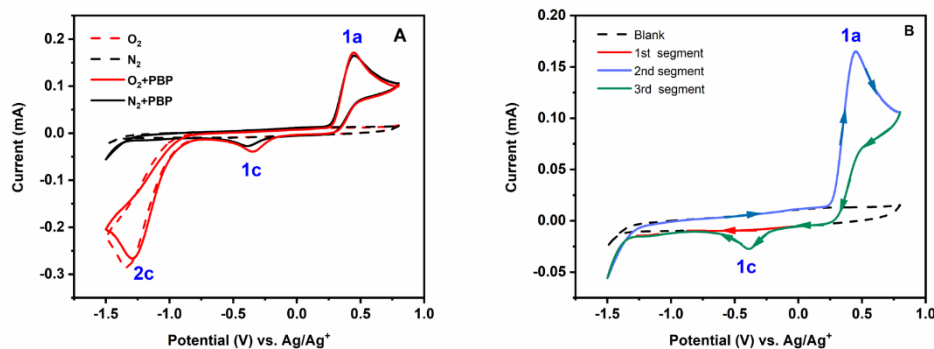 A
O₂
N₂
O₂+PBP
N₂+PBP
1a
1c
2c
0.2
0.1
0.0
-0.1
-0.2
-0.3
-1.5 -1.0 -0.5 0.0 0.5 1.0
Current (mA)
Potential (V) vs. Ag/Ag⁺
B
Blank
1st segment
2nd segment
3rd segment
1a
1c
0.20
0.15
0.10
0.05
0.00
-0.05
-1.5 -1.0 -0.5 0.0 0.5 1.0
Current (mA)
Potential (V) vs. Ag/Ag⁺